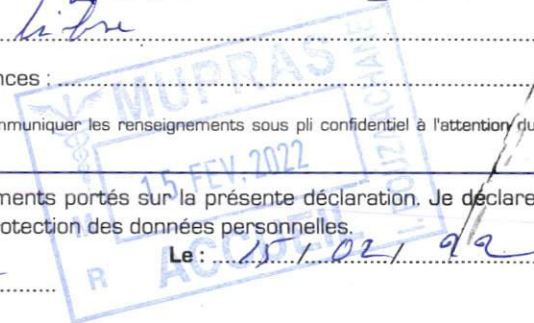 libre
nces :
mmuniquer les renseignements sous pli confidentiel à l'attention du
MUPRAS
15 FEV. 2022
ACCUEIL
M
R
I. BOUZMACHANE
ments portés sur la présente déclaration. Je déclare
otection des données personnelles.
Le : 15 / 02 / 22